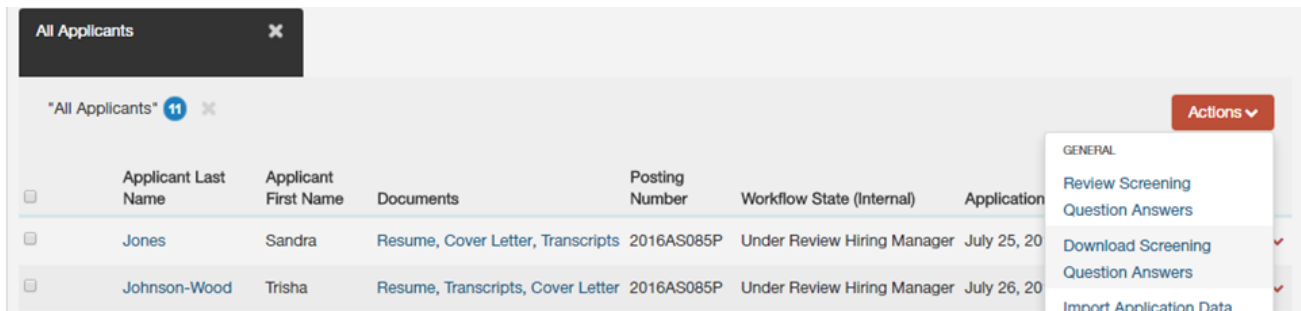 All Applicants ✖
"All Applicants" 11 ✖
Actions
GENERAL
Review Screening
Question Answers
Download Screening
Question Answers
Import Application Data
Applicant Last Name Applicant First Name Documents Posting Number Workflow State (Internal) Application
Jones Sandra Resume, Cover Letter, Transcripts 2016AS085P Under Review Hiring Manager July 25, 20
Johnson-Wood Trisha Resume, Transcripts, Cover Letter 2016AS085P Under Review Hiring Manager July 26, 20